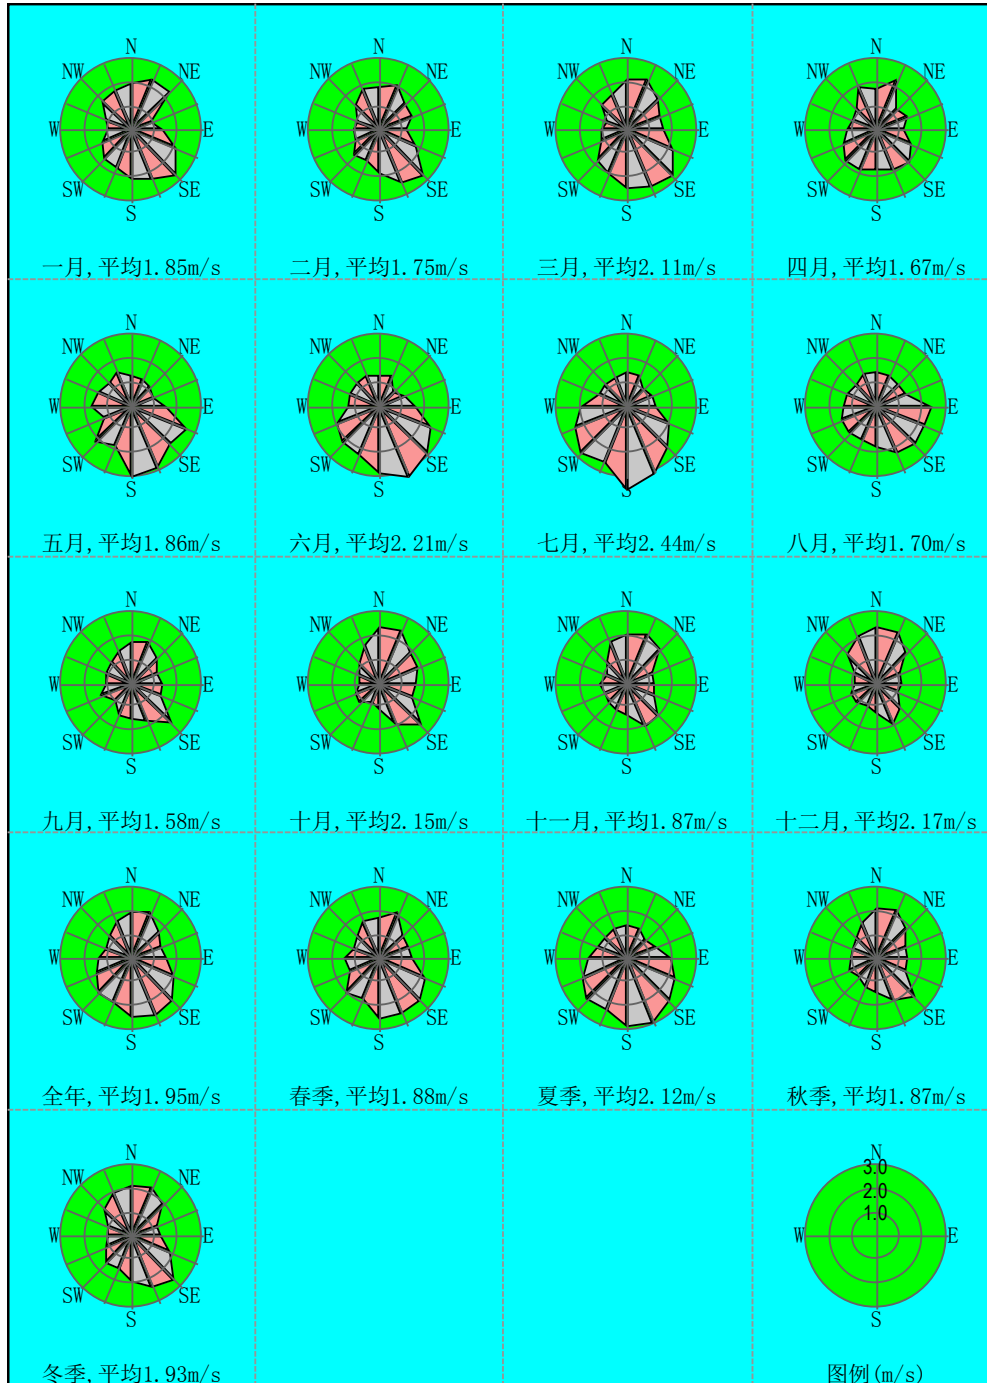 N N N N
NW NE NW NE NW NE NW NE
W E W E W E W E
SW SE SW SE SW SE SW SE
S S S S
一月,平均1.85m/s 二月,平均1.75m/s 三月,平均2.11m/s 四月,平均1.67m/s
N N N N
NW NE NW NE NW NE NW NE
W E W E W E W E
SW SE SW SE SW SE SW SE
S S S S
五月,平均1.86m/s 六月,平均2.21m/s 七月,平均2.44m/s 八月,平均1.70m/s
N N N N
NW NE NW NE NW NE NW NE
W E W E W E W E
SW SE SW SE SW SE SW SE
S S S S
九月,平均1.58m/s 十月,平均2.15m/s 十一月,平均1.87m/s 十二月,平均2.17m/s
N N N N
NW NE NW NE NW NE NW NE
W E W E W E W E
SW SE SW SE SW SE SW SE
S S S S
全年,平均1.95m/s 春季,平均1.88m/s 夏季,平均2.12m/s 秋季,平均1.87m/s
N N
3.0
NW NE
2.0
1.0
W E W E
SW SE
S S
冬季,平均1.93m/s 图例(m/s)